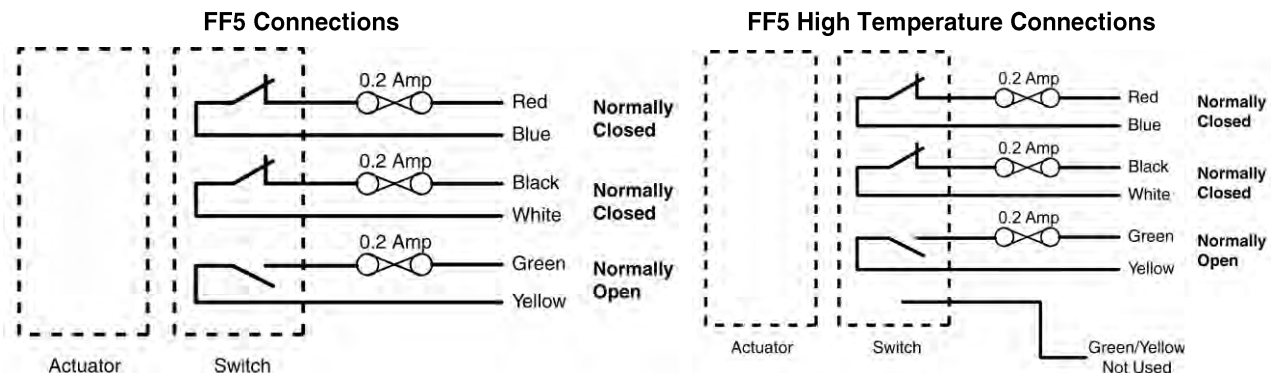 FF5 Connections
0.2 Amp
Red
Blue
Normally
Closed
0.2 Amp
Black
White
Normally
Closed
0.2 Amp
Green
Yellow
Normally
Open
Actuator
Switch
FF5 High Temperature Connections
0.2 Amp
Red
Blue
Normally
Closed
0.2 Amp
Black
White
Normally
Closed
0.2 Amp
Green
Yellow
Normally
Open
Actuator
Switch
Green/Yellow
Not Used